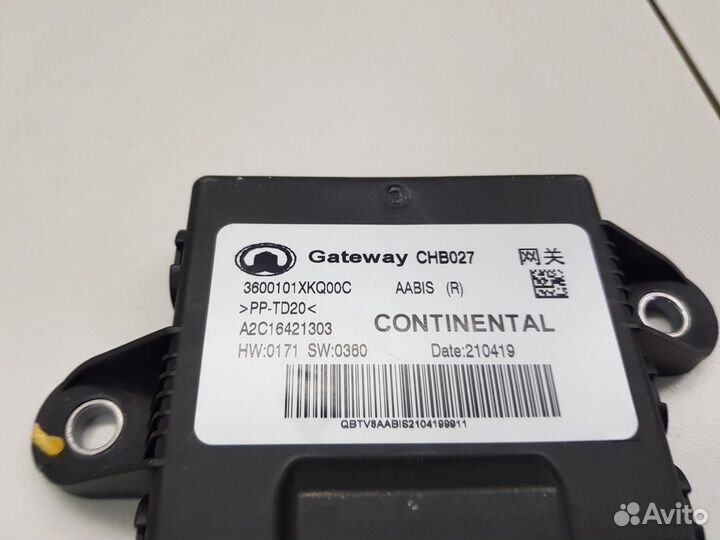 Gateway CHB027 网关
3600101XKQ00C AABIS (R)
>PP-TD20<
A2C16421303 CONTINENTAL
HW:0171 SW:0360 Date:210419
QBTV8AABIS2104199911
Avito